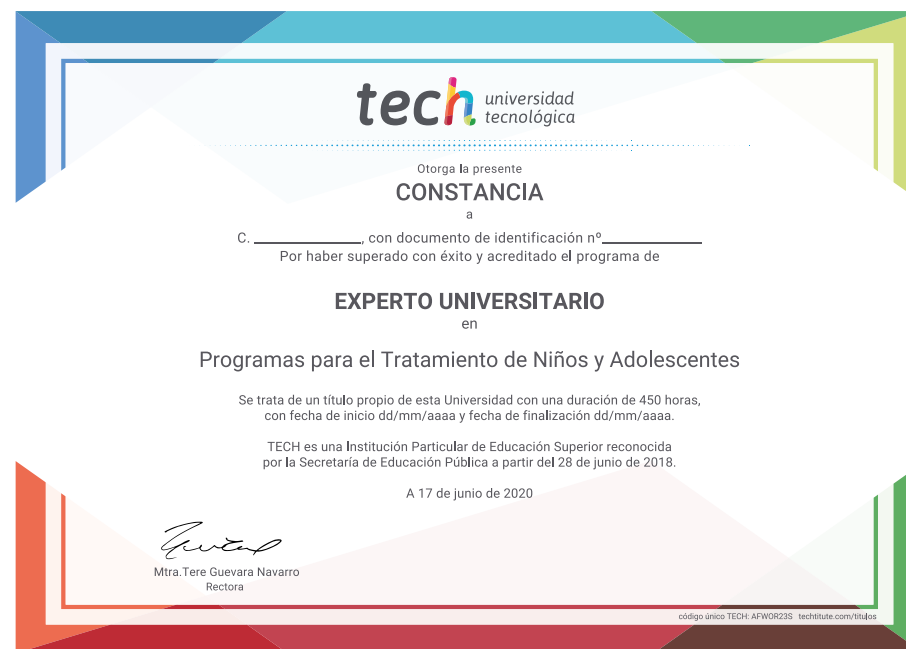 tech universidad
tecnológica
Otorga la presente
CONSTANCIA
a
C. ____________, con documento de identificación nº____________
Por haber superado con éxito y acreditado el programa de
EXPERTO UNIVERSITARIO
en
Programas para el Tratamiento de Niños y Adolescentes
Se trata de un título propio de esta Universidad con una duración de 450 horas,
con fecha de inicio dd/mm/aaaa y fecha de finalización dd/mm/aaaa.
TECH es una Institución Particular de Educación Superior reconocida
por la Secretaría de Educación Pública a partir del 28 de junio de 2018.
A 17 de junio de 2020
Mtra.Tere Guevara Navarro
Rectora
código único TECH: AFWOR23S techtitute.com/titulos